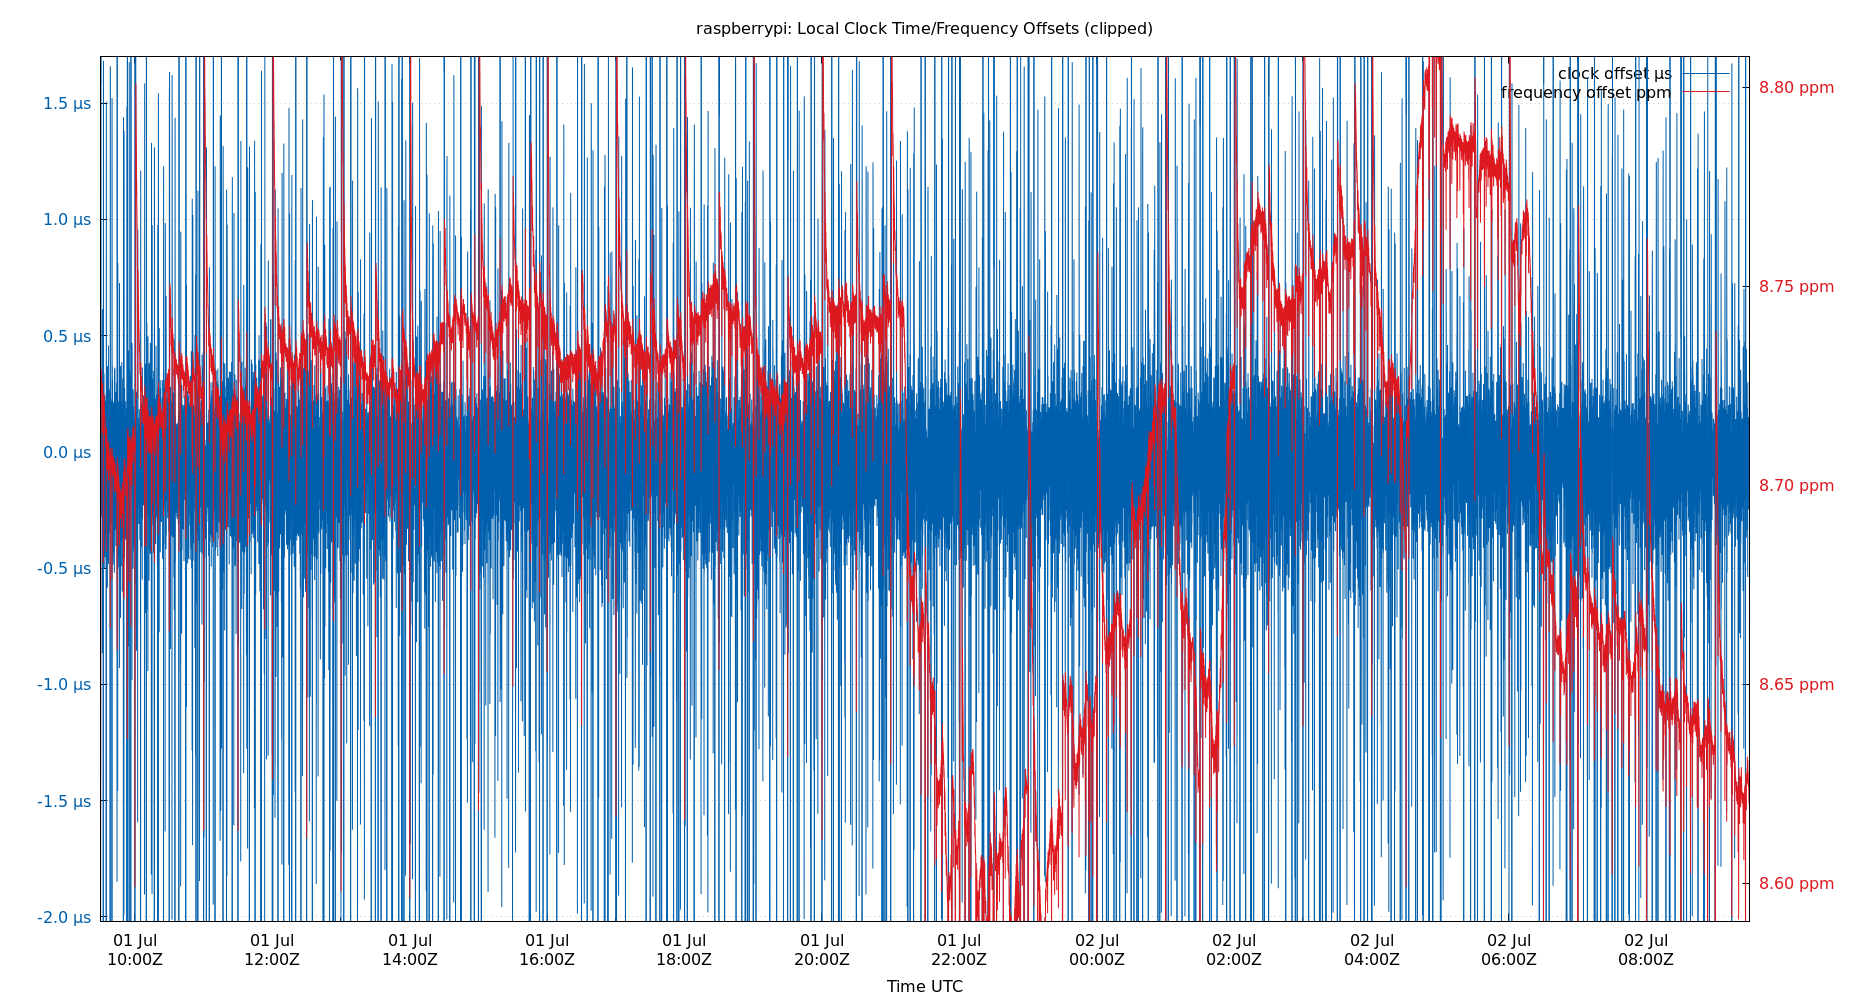 raspberrypi: Local Clock Time/Frequency Offsets (clipped)
clock offset µs
frequency offset ppm
1.5 µs
1.0 µs
0.5 µs
0.0 µs
-0.5 µs
-1.0 µs
-1.5 µs
-2.0 µs
8.80 ppm
8.75 ppm
8.70 ppm
8.65 ppm
8.60 ppm
01 Jul 01 Jul 01 Jul 01 Jul 01 Jul 01 Jul 01 Jul 02 Jul 02 Jul 02 Jul 02 Jul 02 Jul
10:00Z 12:00Z 14:00Z 16:00Z 18:00Z 20:00Z 22:00Z 00:00Z 02:00Z 04:00Z 06:00Z 08:00Z
Time UTC